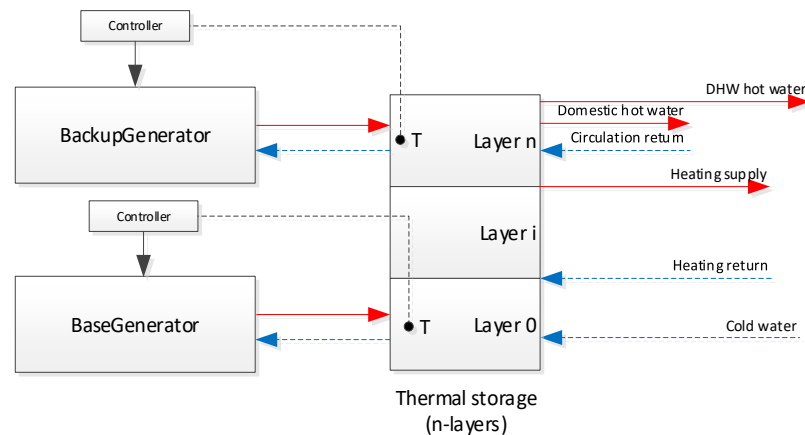 Controller
DHW hot water
Domestic hot water
BackupGenerator
T
Layer n
Circulation return
Heating supply
Controller
Layer i
Heating return
BaseGenerator
T
Layer 0
Cold water
Thermal storage
(n-layers)